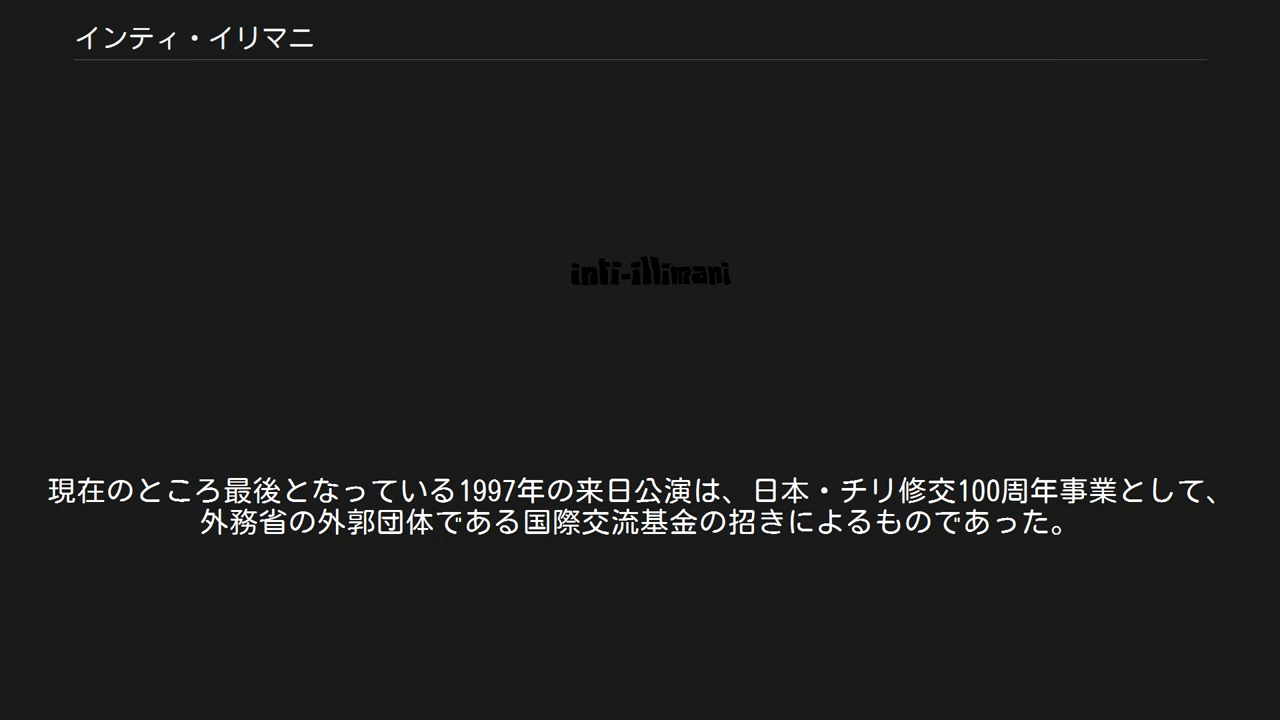 インティ・イリマニ
inti-illimani
現在のところ最後となっている1997年の来日公演は、日本・チリ修交100周年事業として、
外務省の外郭団体である国際交流基金の招きによるものであった。